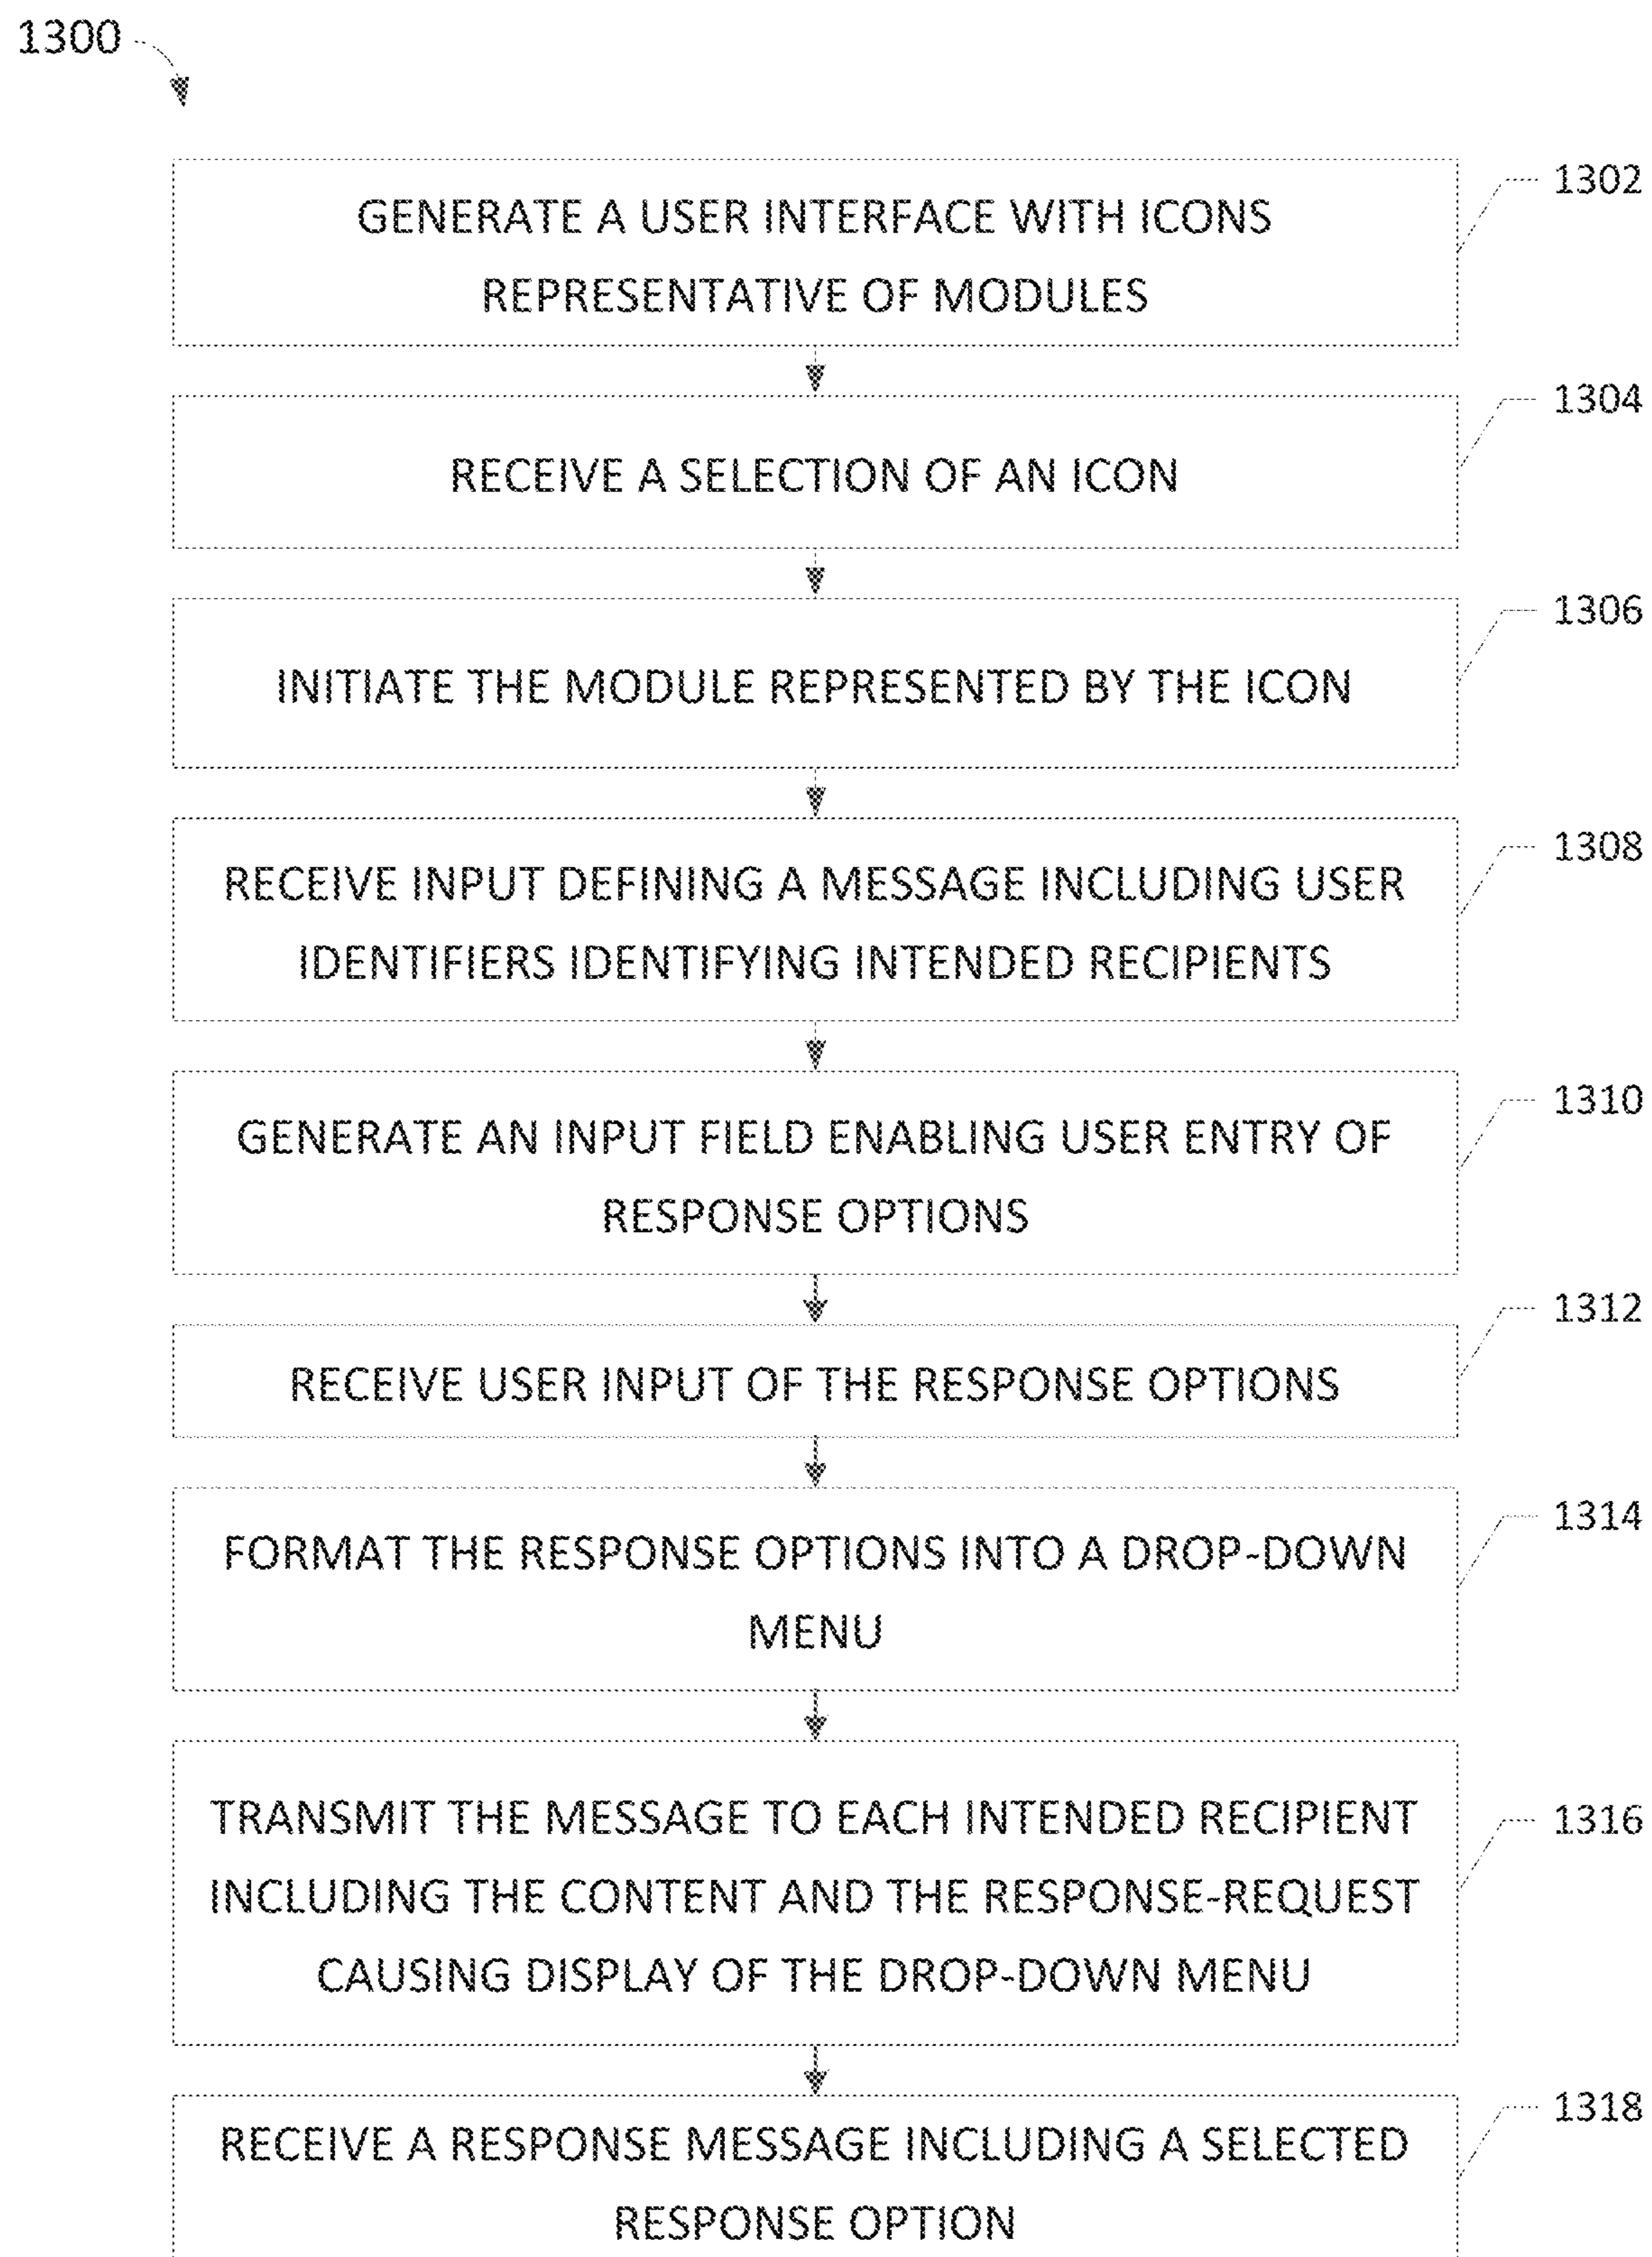 1300
GENERATE A USER INTERFACE WITH ICONS
REPRESENTATIVE OF MODULES
1302
RECEIVE A SELECTION OF AN ICON
1304
INITIATE THE MODULE REPRESENTED BY THE ICON
1306
RECEIVE INPUT DEFINING A MESSAGE INCLUDING USER
IDENTIFIERS IDENTIFYING INTENDED RECIPIENTS
1308
GENERATE AN INPUT FIELD ENABLING USER ENTRY OF
RESPONSE OPTIONS
1310
RECEIVE USER INPUT OF THE RESPONSE OPTIONS
1312
FORMAT THE RESPONSE OPTIONS INTO A DROP-DOWN
MENU
1314
TRANSMIT THE MESSAGE TO EACH INTENDED RECIPIENT
INCLUDING THE CONTENT AND THE RESPONSE-REQUEST
CAUSING DISPLAY OF THE DROP-DOWN MENU
1316
RECEIVE A RESPONSE MESSAGE INCLUDING A SELECTED
RESPONSE OPTION
1318